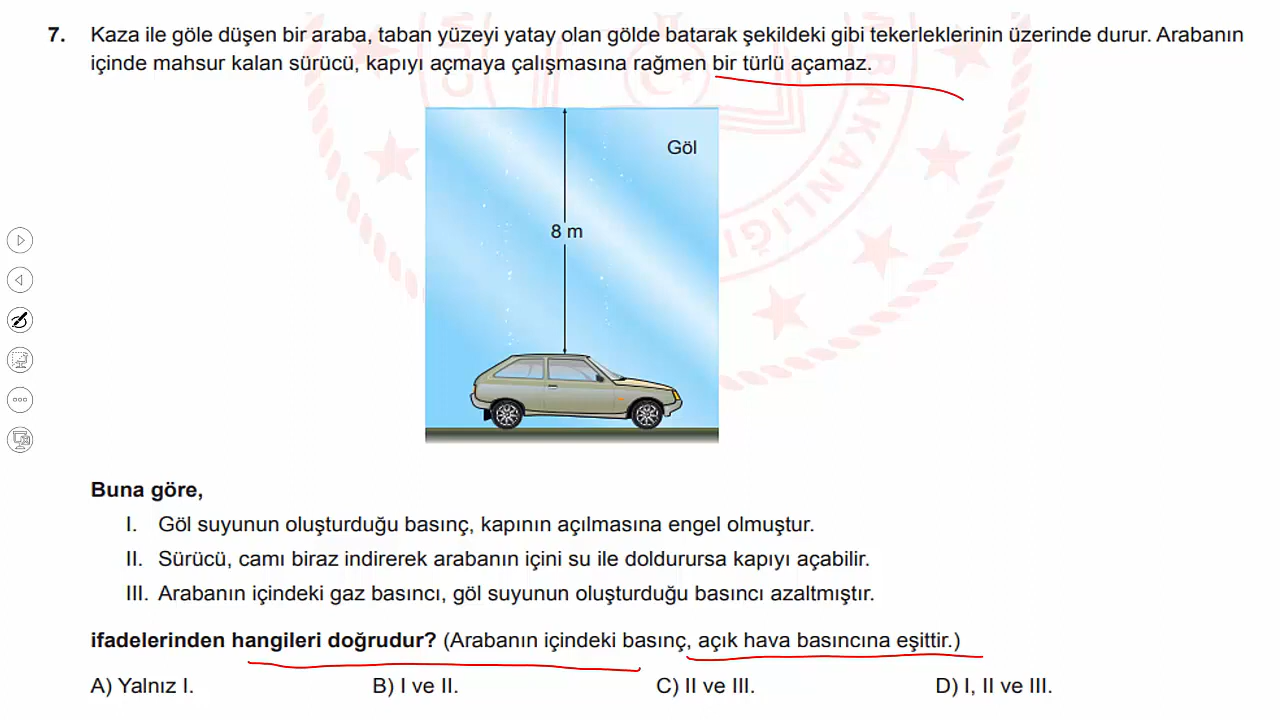 7. Kaza ile göle düşen bir araba, taban yüzeyi yatay olan gölde batarak şekildeki gibi tekerleklerinin üzerinde durur. Arabanın
içinde mahsur kalan sürücü, kapıyı açmaya çalışmasına rağmen bir türlü açamaz.
Göl
8 m
Buna göre,
I. Göl suyunun oluşturduğu basınç, kapının açılmasına engel olmuştur.
II. Sürücü, camı biraz indirerek arabanın içini su ile doldurursa kapıyı açabilir.
III. Arabanın içindeki gaz basıncı, göl suyunun oluşturduğu basıncı azaltmıştır.
ifadelerinden hangileri doğrudur? (Arabanın içindeki basınç, açık hava basıncına eşittir.)
A) Yalnız I. B) I ve II. C) II ve III. D) I, II ve III.